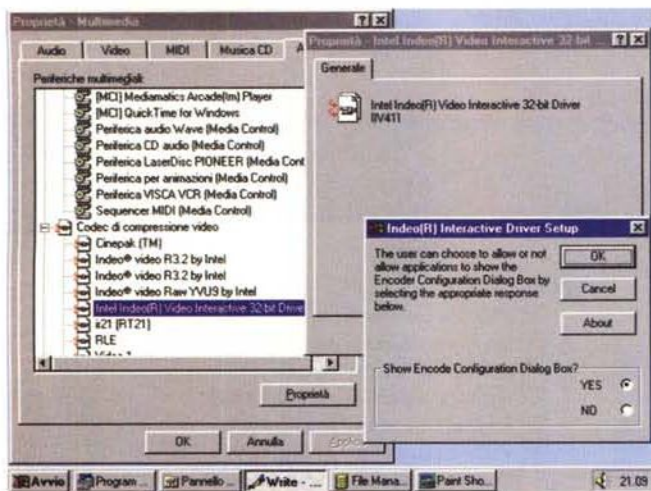 Proprietà - Multimedia
Audio
Video
MIDI
Musica CD
A
Periferiche multimediali:
[MCI] Mediamatics Arcade(tm) Player
[MCI] QuickTime for Windows
Periferica audio Wave (Media Control)
Periferica CD audio (Media Control)
Periferica LaserDisc PIONEER (Media Cont
Periferica per animazioni (Media Control)
Periferica VISCA VCR (Media Control)
Sequencer MIDI (Media Control)
Codec di compressione video
Cinepak (TM)
Indeo® video R3.2 by Intel
Indeo® video R3.2 by Intel
Indeo® video Raw YVU9 by Intel
Intel Indeo(R) Video Interactive 32-bit Drive
ii21 (RT21)
RLE
Video 1
Proprietà
OK
Annulla
Applica
Proprietà - Intel Indeo(R) Video Interactive 32-bit ...
Generale
Intel Indeo(R) Video Interactive 32-bit Driver
[IV41]
Indeo(R) Interactive Driver Setup
The user can choose to allow or not
allow applications to show the
Encoder Configuration Dialog Box by
selecting the appropriate response
below.
OK
Cancel
About
Show Encode Configuration Dialog Box?
YES
NO
Avvio
Program ...
Pannello ...
Write - ...
File Mana...
Paint Sho...
21.09